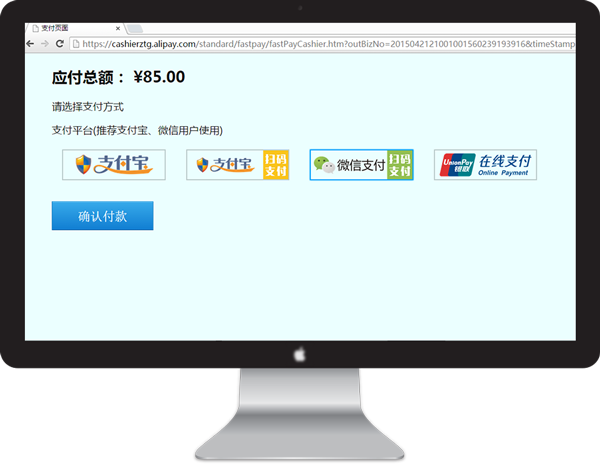 支付页面
https://cashierztg.alipay.com/standard/fastpay/fastPayCashier.htm?outBizNo=20150421210010015602391939​16&timeStamp
应付总额： ¥85.00
请选择支付方式
支付平台(推荐支付宝、微信用户使用)
支付宝
支付宝 扫码支付
微信支付 扫码支付
UnionPay 银联 在线支付 Online Payment
确认付款